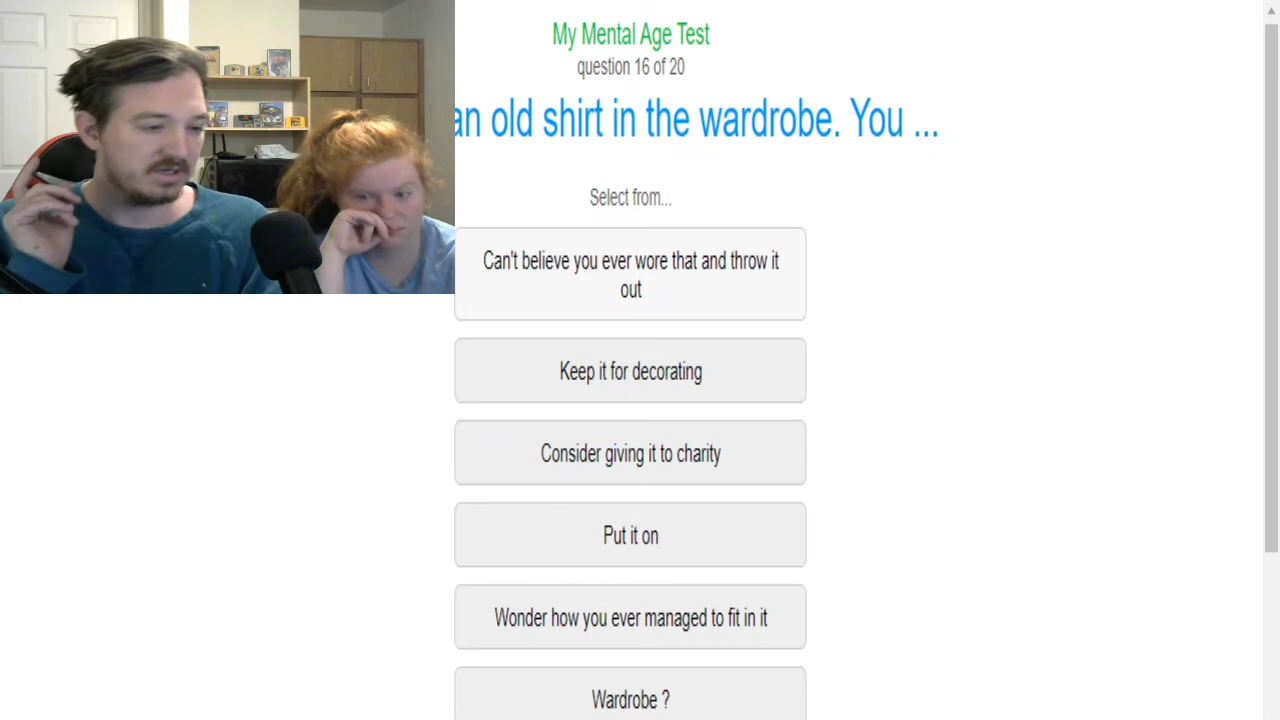 My Mental Age Test
question 16 of 20
an old shirt in the wardrobe. You ...
Select from...
Can't believe you ever wore that and throw it
out
Keep it for decorating
Consider giving it to charity
Put it on
Wonder how you ever managed to fit in it
Wardrobe ?